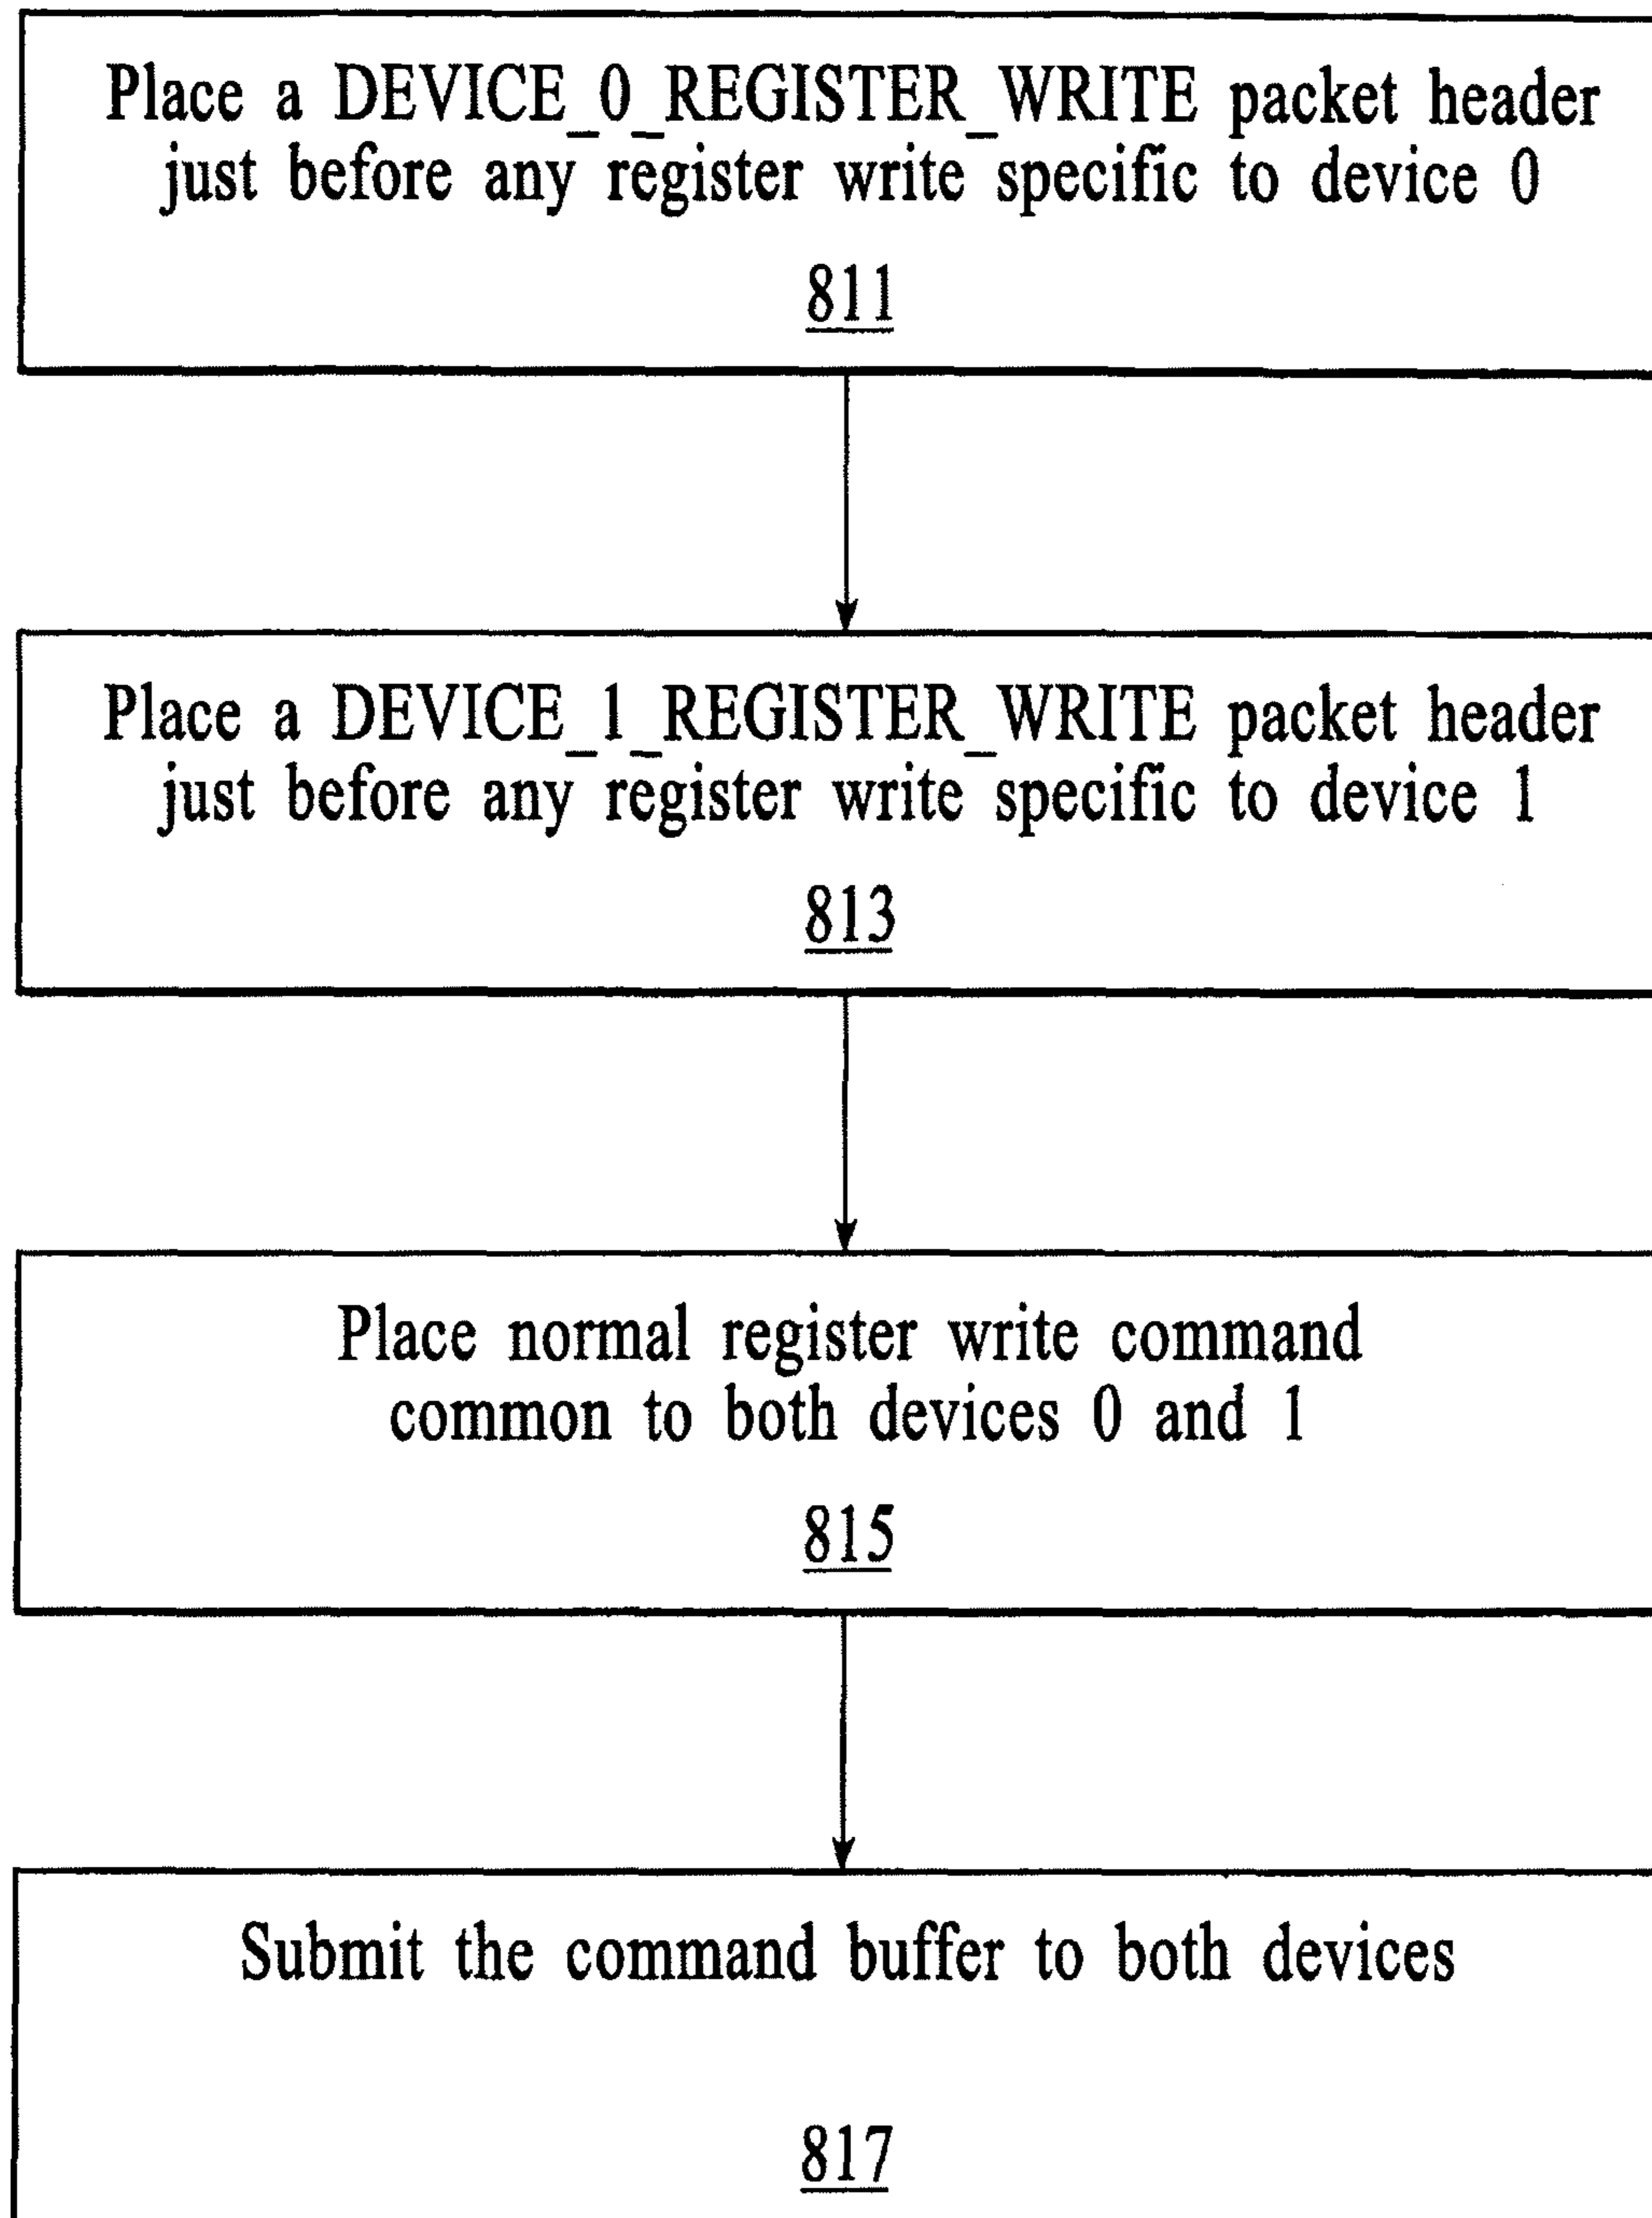 Place a DEVICE_0_REGISTER_WRITE packet header
just before any register write specific to device 0
811
Place a DEVICE_1_REGISTER_WRITE packet header
just before any register write specific to device 1
813
Place normal register write command
common to both devices 0 and 1
815
Submit the command buffer to both devices
817